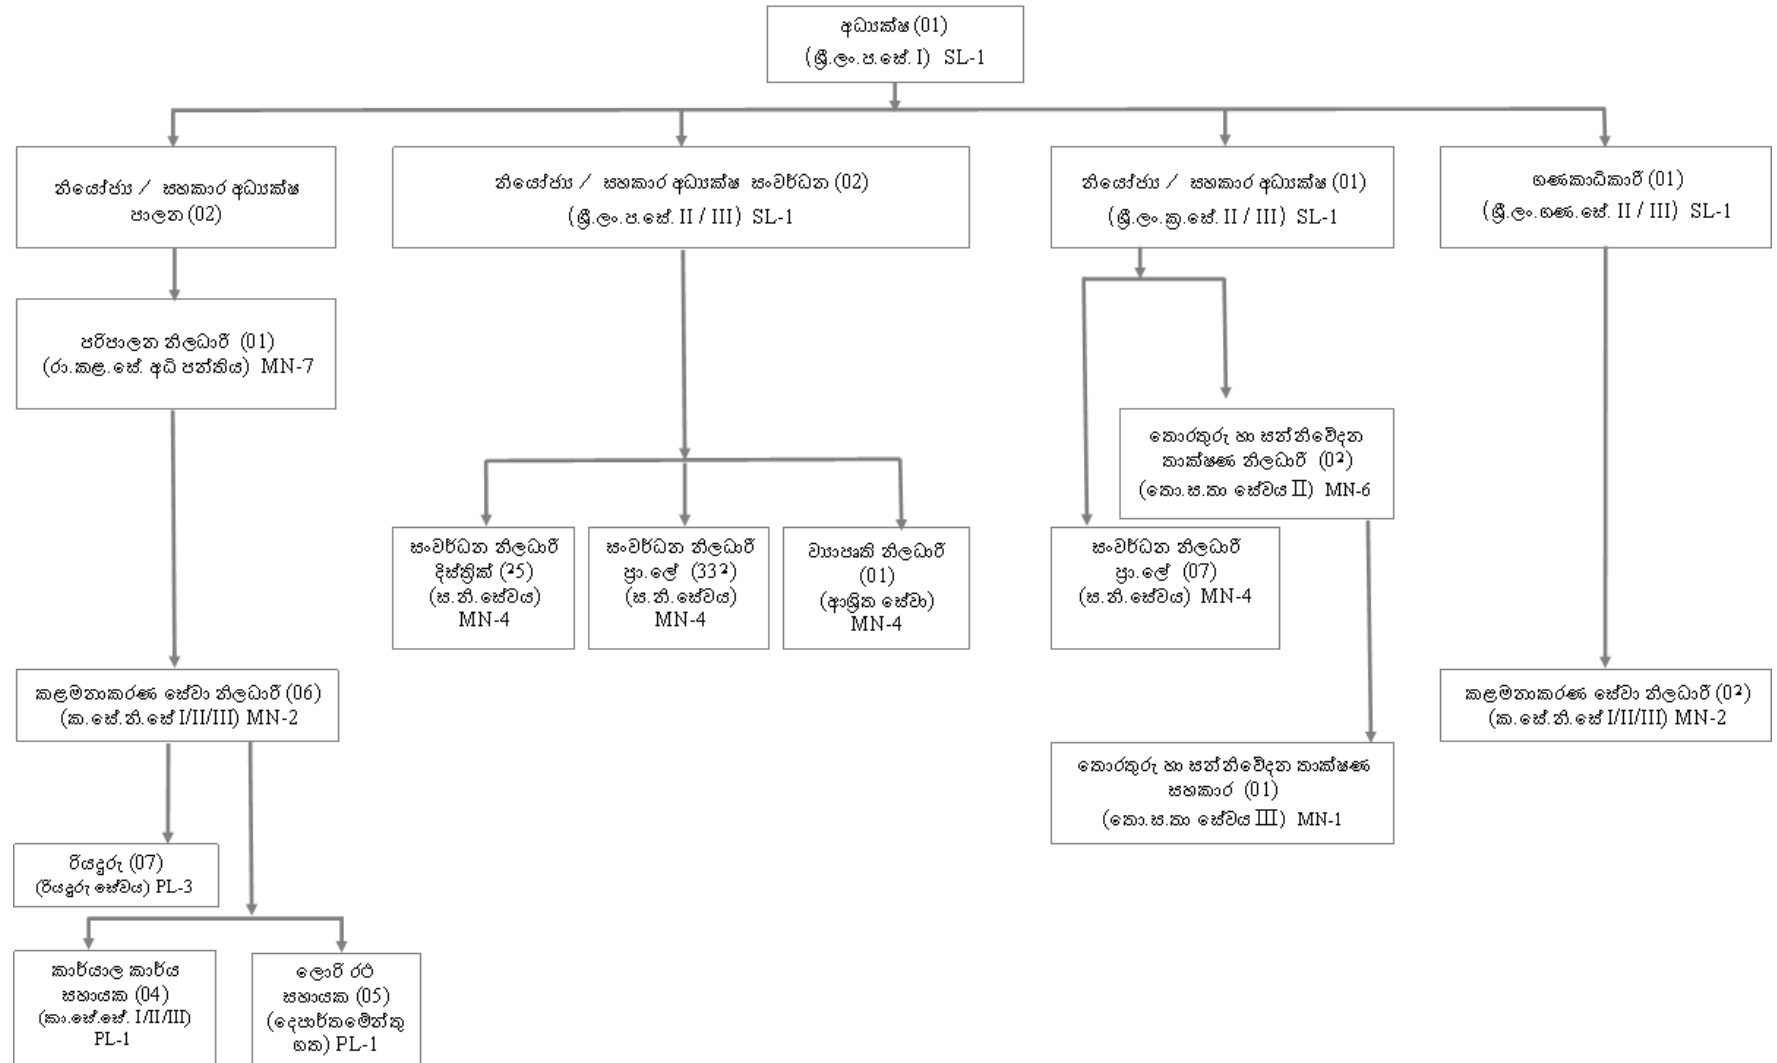 අධ්‍යක්ෂ (01)
(ශ්‍රී.ලං.ප.සේ. I) SL-1
නියෝජ්‍ය / සහකාර අධ්‍යක්ෂ
පාලන (02)
නියෝජ්‍ය / සහකාර අධ්‍යක්ෂ සංවර්ධන (02)
(ශ්‍රී.ලං.ප.සේ. II / III) SL-1
නියෝජ්‍ය / සහකාර අධ්‍යක්ෂ (01)
(ශ්‍රී.ලං.ක්‍ර.සේ. II / III) SL-1
ගණකාධිකාරී (01)
(ශ්‍රී.ලං.ගණ.සේ. II / III) SL-1
පරිපාලන නිලධාරී (01)
(රා.කළ.සේ. අධි පන්තිය) MN-7
තොරතුරු හා සන්නිවේදන
තාක්ෂණ නිලධාරී (02)
(තො.ස.තා සේවය II) MN-6
සංවර්ධන නිලධාරී
දිස්ත්‍රික් (25)
(ස.නි.සේවය)
MN-4
සංවර්ධන නිලධාරී
ප්‍රා.ලේ (332)
(ස.නි.සේවය)
MN-4
ව්‍යාපෘති නිලධාරී
(01)
(ආශ්‍රිත සේවා)
MN-4
සංවර්ධන නිලධාරී
ප්‍රා.ලේ (07)
(ස.නි.සේවය) MN-4
කළමනාකරණ සේවා නිලධාරී (06)
(ක.සේ.නි.සේ I/II/III) MN-2
කළමනාකරණ සේවා නිලධාරී (02)
(ක.සේ.නි.සේ I/II/III) MN-2
තොරතුරු හා සන්නිවේදන තාක්ෂණ
සහකාර (01)
(තො.ස.තා සේවය III) MN-1
රියදුරු (07)
(රියදුරු සේවය) PL-3
කාර්යාල කාර්ය
සහායක (04)
(කා.සේ.සේ. I/II/III)
PL-1
ලොරි රථ
සහායක (05)
(දෙපාර්තමේන්තු
ගත) PL-1